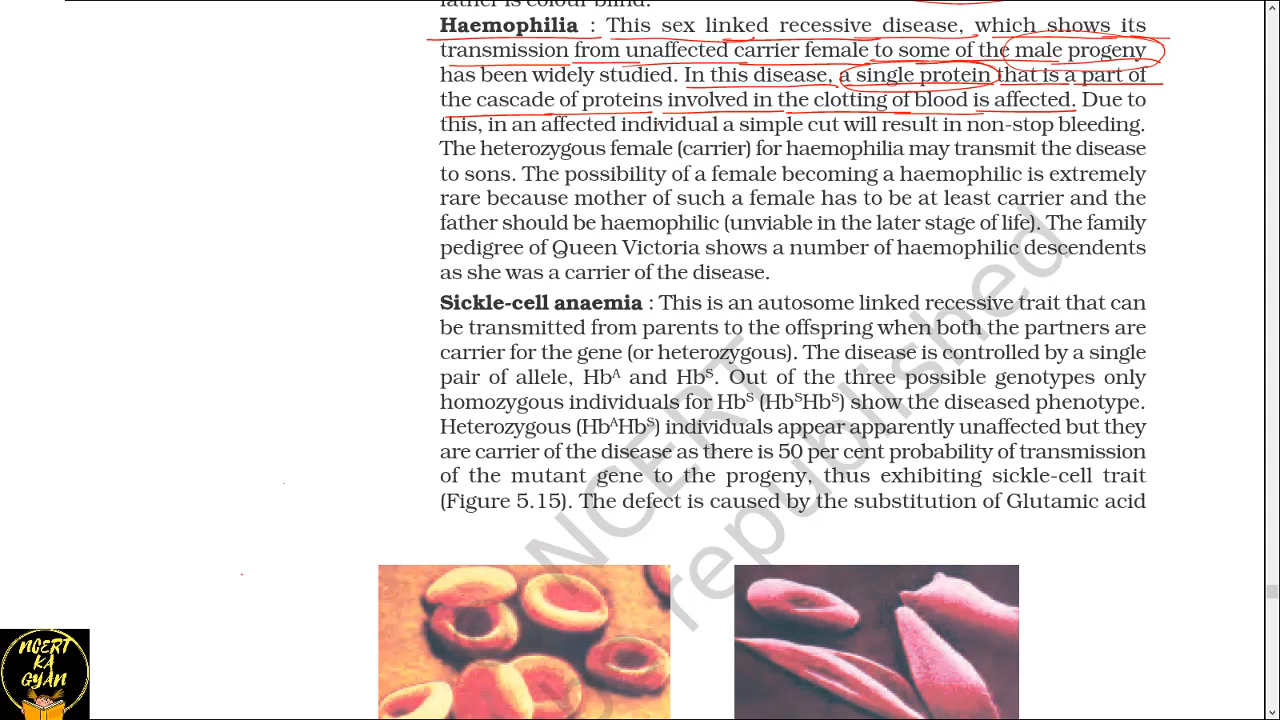 father is colour blind.
Haemophilia : This sex linked recessive disease, which shows its
transmission from unaffected carrier female to some of the male progeny
has been widely studied. In this disease, a single protein that is a part of
the cascade of proteins involved in the clotting of blood is affected. Due to
this, in an affected individual a simple cut will result in non-stop bleeding.
The heterozygous female (carrier) for haemophilia may transmit the disease
to sons. The possibility of a female becoming a haemophilic is extremely
rare because mother of such a female has to be at least carrier and the
father should be haemophilic (unviable in the later stage of life). The family
pedigree of Queen Victoria shows a number of haemophilic descendents
as she was a carrier of the disease.
Sickle-cell anaemia : This is an autosome linked recessive trait that can
be transmitted from parents to the offspring when both the partners are
carrier for the gene (or heterozygous). The disease is controlled by a single
pair of allele, Hbᴬ and Hbˢ. Out of the three possible genotypes only
homozygous individuals for Hbˢ (HbˢHbˢ) show the diseased phenotype.
Heterozygous (HbᴬHbˢ) individuals appear apparently unaffected but they
are carrier of the disease as there is 50 per cent probability of transmission
of the mutant gene to the progeny, thus exhibiting sickle-cell trait
(Figure 5.15). The defect is caused by the substitution of Glutamic acid
NCERT
republished
NCERT
KA
GYAN